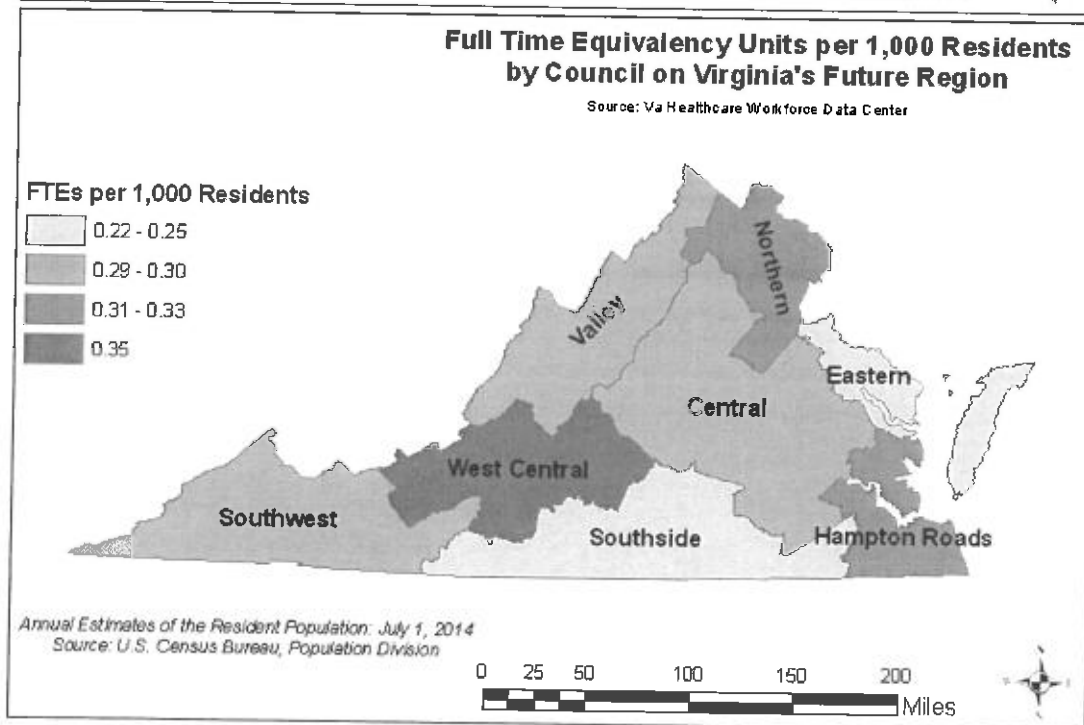 Full Time Equivalency Units per 1,000 Residents
by Council on Virginia's Future Region
Source: Va Healthcare Workforce Data Center
FTEs per 1,000 Residents
0.22 - 0.25
0.29 - 0.30
0.31 - 0.33
0.35
Northern
Valley
Eastern
Central
West Central
Southwest
Southside
Hampton Roads
Annual Estimates of the Resident Population: July 1, 2014
Source: U.S. Census Bureau, Population Division
0 25 50 100 150 200
Miles